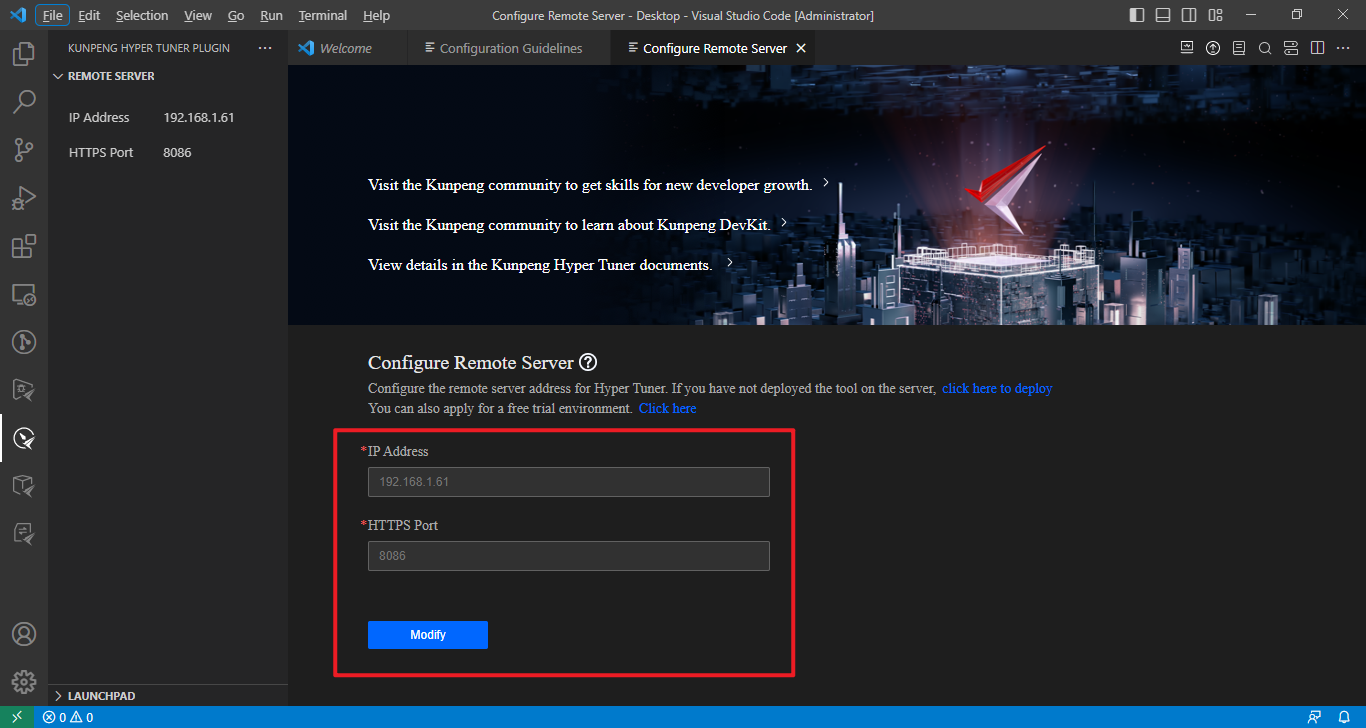 File Edit Selection View Go Run Terminal Help
Configure Remote Server - Desktop - Visual Studio Code [Administrator]
KUNPENG HYPER TUNER PLUGIN
Welcome
Configuration Guidelines
Configure Remote Server
REMOTE SERVER
IP Address 192.168.1.61
HTTPS Port 8086
Visit the Kunpeng community to get skills for new developer growth.
Visit the Kunpeng community to learn about Kunpeng DevKit.
View details in the Kunpeng Hyper Tuner documents.
Configure Remote Server
Configure the remote server address for Hyper Tuner. If you have not deployed the tool on the server, click here to deploy
You can also apply for a free trial environment. Click here
*IP Address
192.168.1.61
*HTTPS Port
8086
Modify
LAUNCHPAD
0 0